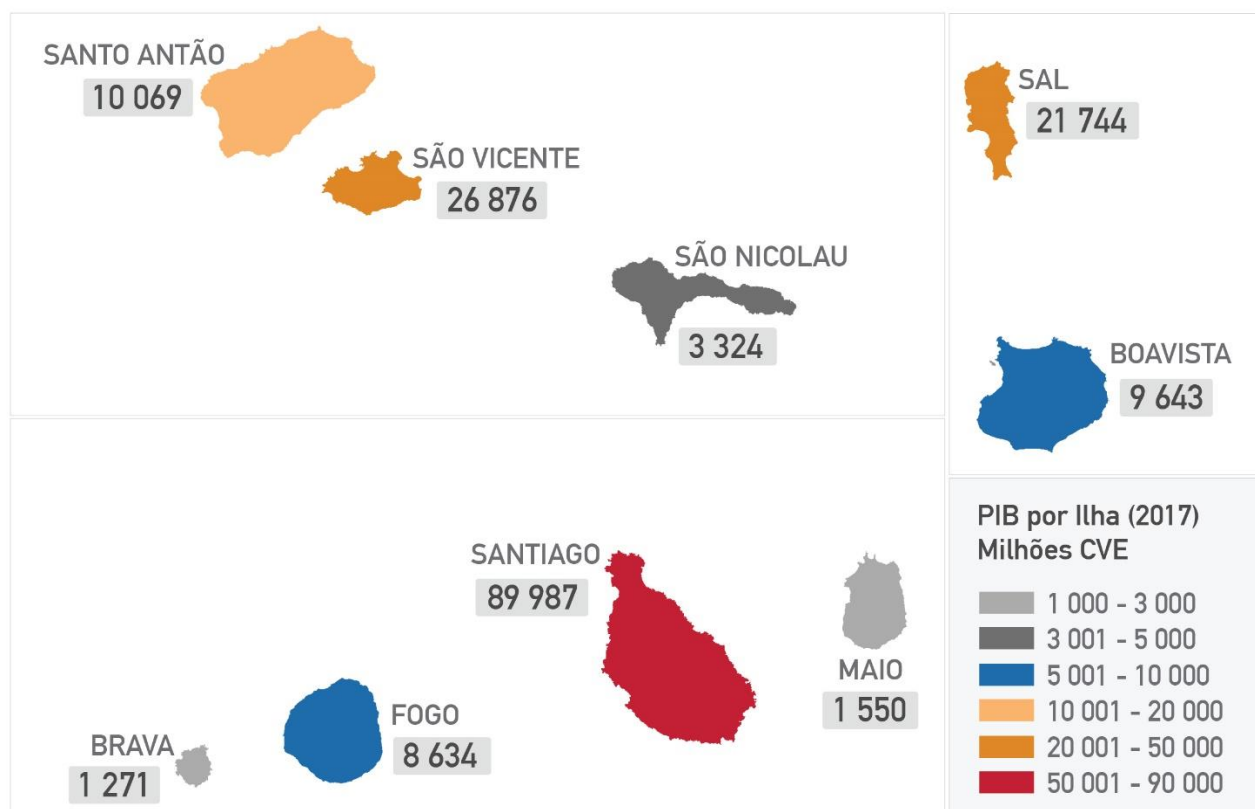 SANTO ANTÃO
10 069
SÃO VICENTE
26 876
SÃO NICOLAU
3 324
SAL
21 744
BOAVISTA
9 643
SANTIAGO
89 987
MAIO
1 550
FOGO
8 634
BRAVA
1 271
PIB por Ilha (2017)
Milhões CVE
1 000 - 3 000
3 001 - 5 000
5 001 - 10 000
10 001 - 20 000
20 001 - 50 000
50 001 - 90 000